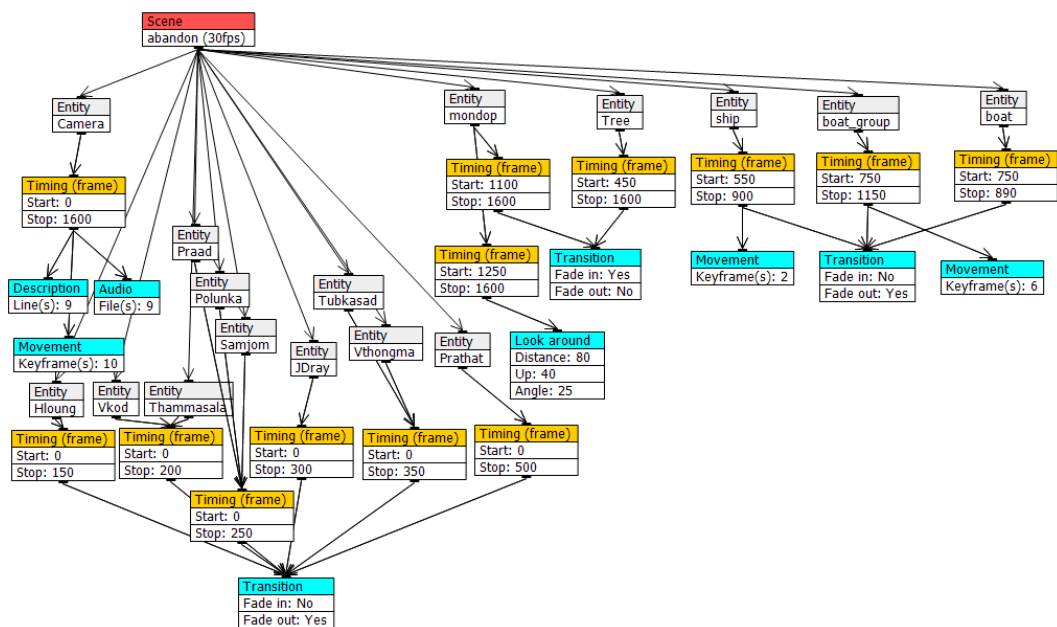 Scene
abandon (30fps)
Entity
Camera
Entity
mondop
Entity
Tree
Entity
ship
Entity
boat_group
Entity
boat
Timing (frame)
Start: 0
Stop: 1600
Timing (frame)
Start: 1100
Stop: 1600
Timing (frame)
Start: 450
Stop: 1600
Timing (frame)
Start: 550
Stop: 900
Timing (frame)
Start: 750
Stop: 1150
Timing (frame)
Start: 750
Stop: 890
Entity
Praad
Entity
Polunka
Entity
Samjom
Entity
Tubkasad
Entity
Vthongma
Timing (frame)
Start: 1250
Stop: 1600
Transition
Fade in: Yes
Fade out: No
Movement
Keyframe(s): 2
Transition
Fade in: No
Fade out: Yes
Movement
Keyframe(s): 6
Description
Line(s): 9
Audio
File(s): 9
Movement
Keyframe(s): 10
Entity
JDray
Entity
Prathat
Look around
Distance: 80
Up: 40
Angle: 25
Entity
Hloung
Entity
Vkod
Entity
Thammasala
Timing (frame)
Start: 0
Stop: 150
Timing (frame)
Start: 0
Stop: 200
Timing (frame)
Start: 0
Stop: 300
Timing (frame)
Start: 0
Stop: 350
Timing (frame)
Start: 0
Stop: 500
Timing (frame)
Start: 0
Stop: 250
Transition
Fade in: No
Fade out: Yes